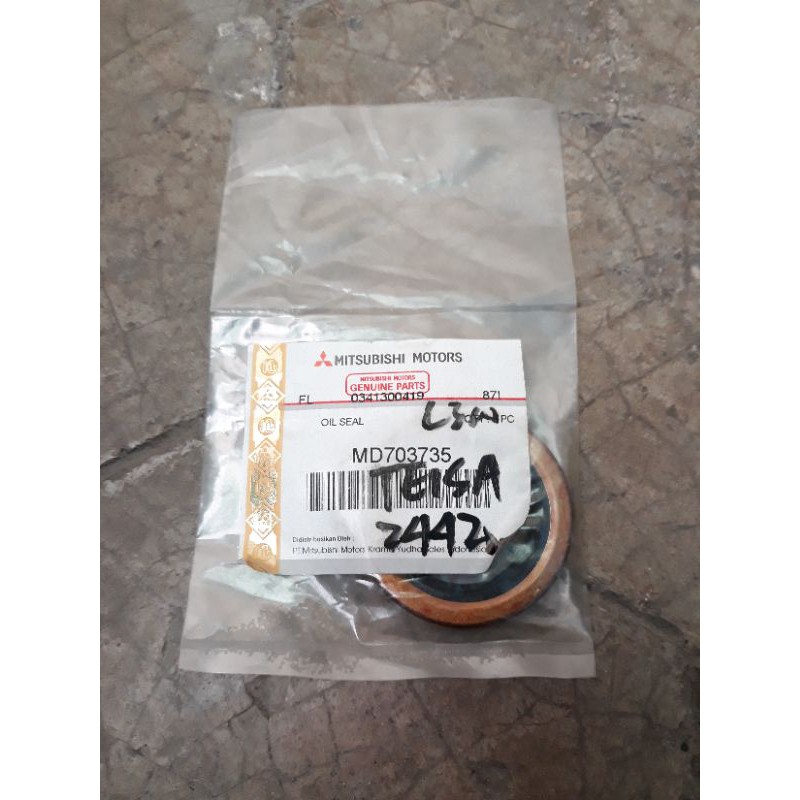 MITSUBISHI MOTORS
MITSUBISHI MOTORS
GENUINE PARTS
FL 0341300419 871
OIL SEAL PC
L300
MD703735
TEISA
2442
Didistribusikan Oleh :
PT Mitsubishi Motors Krama Yudha Sales Indonesia